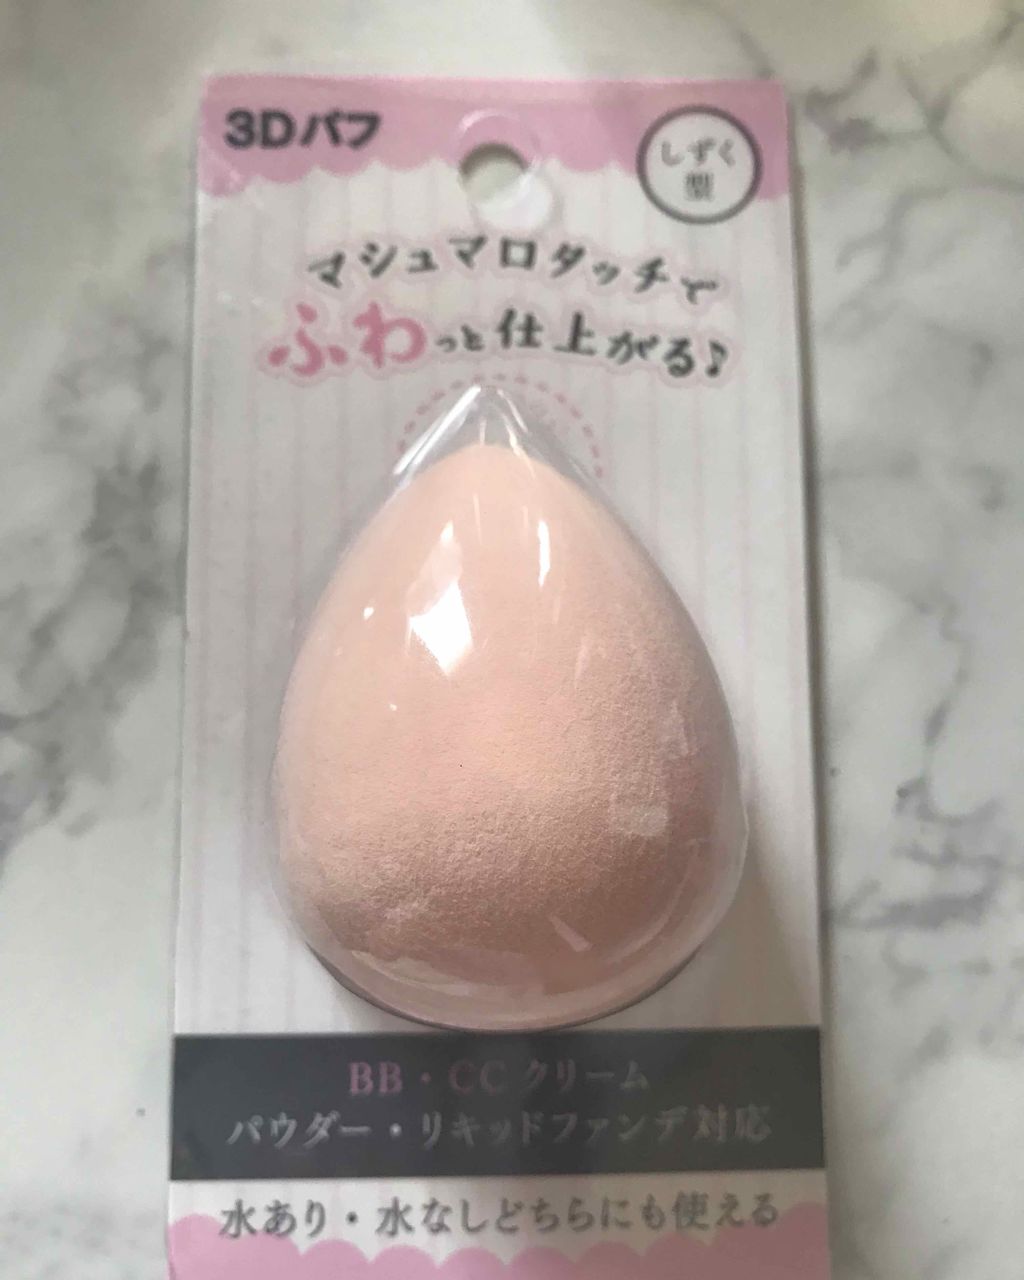 3Dパフ
しずく
型
マシュマロタッチで
ふわっと仕上がる♪
BB・CCクリーム
パウダー・リキッドファンデ対応
水あり・水なしどちらにも使える